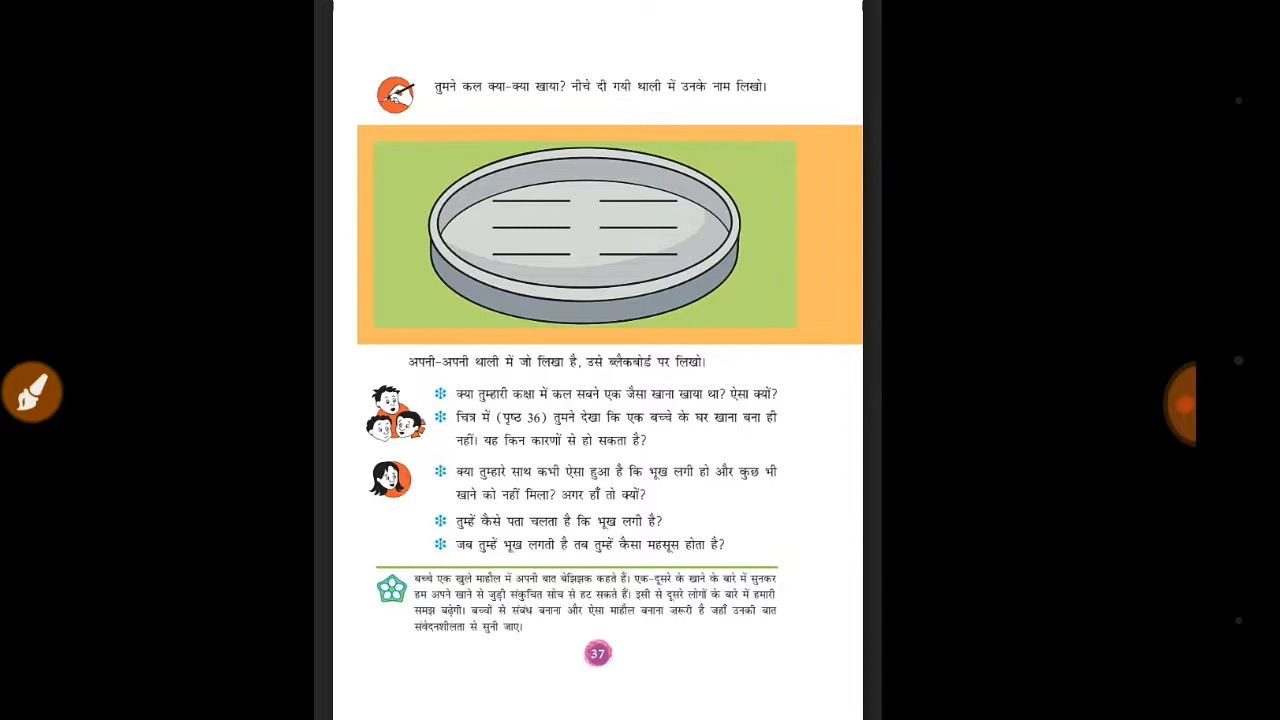 तुमने कल क्या-क्या खाया? नीचे दी गयी थाली में उनके नाम लिखो।
अपनी-अपनी थाली में जो लिखा है, उसे ब्लैकबोर्ड पर लिखो।
क्या तुम्हारी कक्षा में कल सबने एक जैसा खाना खाया था? ऐसा क्यों?
चित्र में (पृष्ठ 36) तुमने देखा कि एक बच्चे के घर खाना बना ही
नहीं। यह किन कारणों से हो सकता है?
क्या तुम्हारे साथ कभी ऐसा हुआ है कि भूख लगी हो और कुछ भी
खाने को नहीं मिला? अगर हाँ तो क्यों?
तुम्हें कैसे पता चलता है कि भूख लगी है?
जब तुम्हें भूख लगती है तब तुम्हें कैसा महसूस होता है?
बच्चे एक खुले माहौल में अपनी बात बेझिझक कहते हैं। एक-दूसरे के खाने के बारे में सुनकर
हम अपने खाने से जुड़ी संकुचित सोच से हट सकते हैं। इसी से दूसरे लोगों के बारे में हमारी
समझ बढ़ेगी। बच्चों से संबंध बनाना और ऐसा माहौल बनाना ज़रूरी है जहाँ उनकी बात
संवेदनशीलता से सुनी जाए।
37